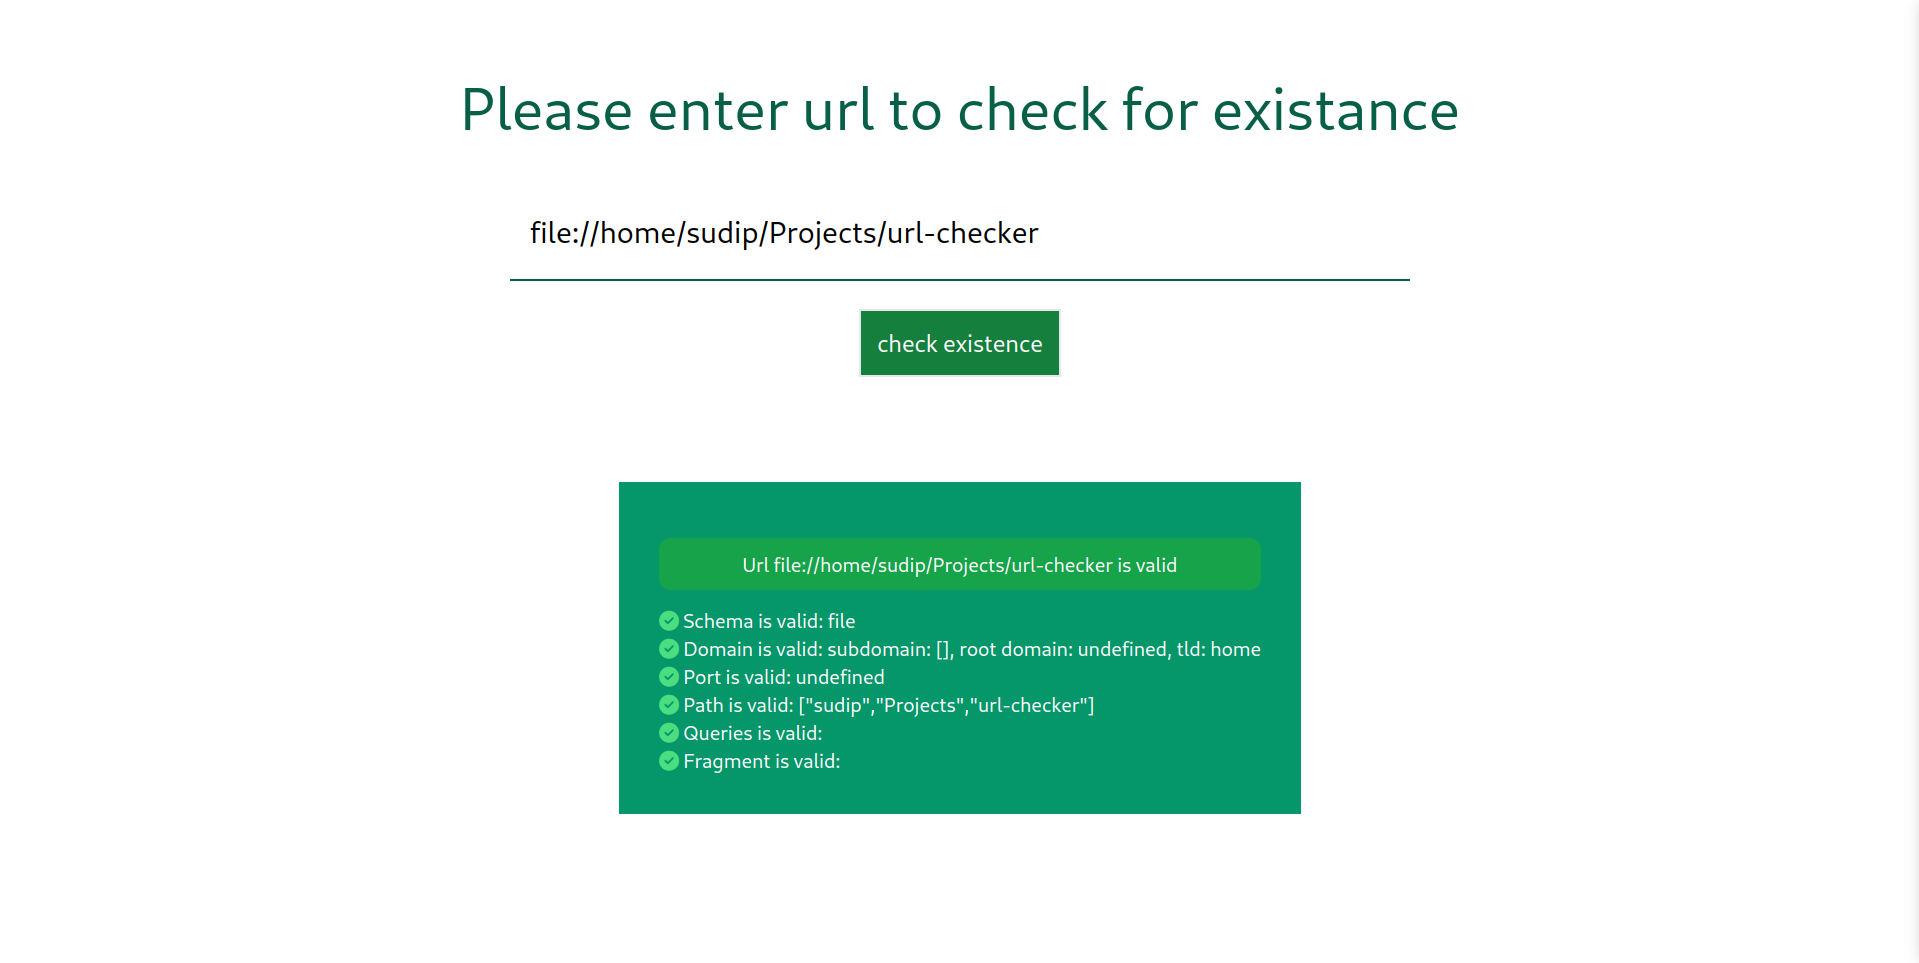 Please enter url to check for existance
file://home/sudip/Projects/url-checker
check existence
Url file://home/sudip/Projects/url-checker is valid
Schema is valid: file
Domain is valid: subdomain: [], root domain: undefined, tld: home
Port is valid: undefined
Path is valid: ["sudip","Projects","url-checker"]
Queries is valid:
Fragment is valid: